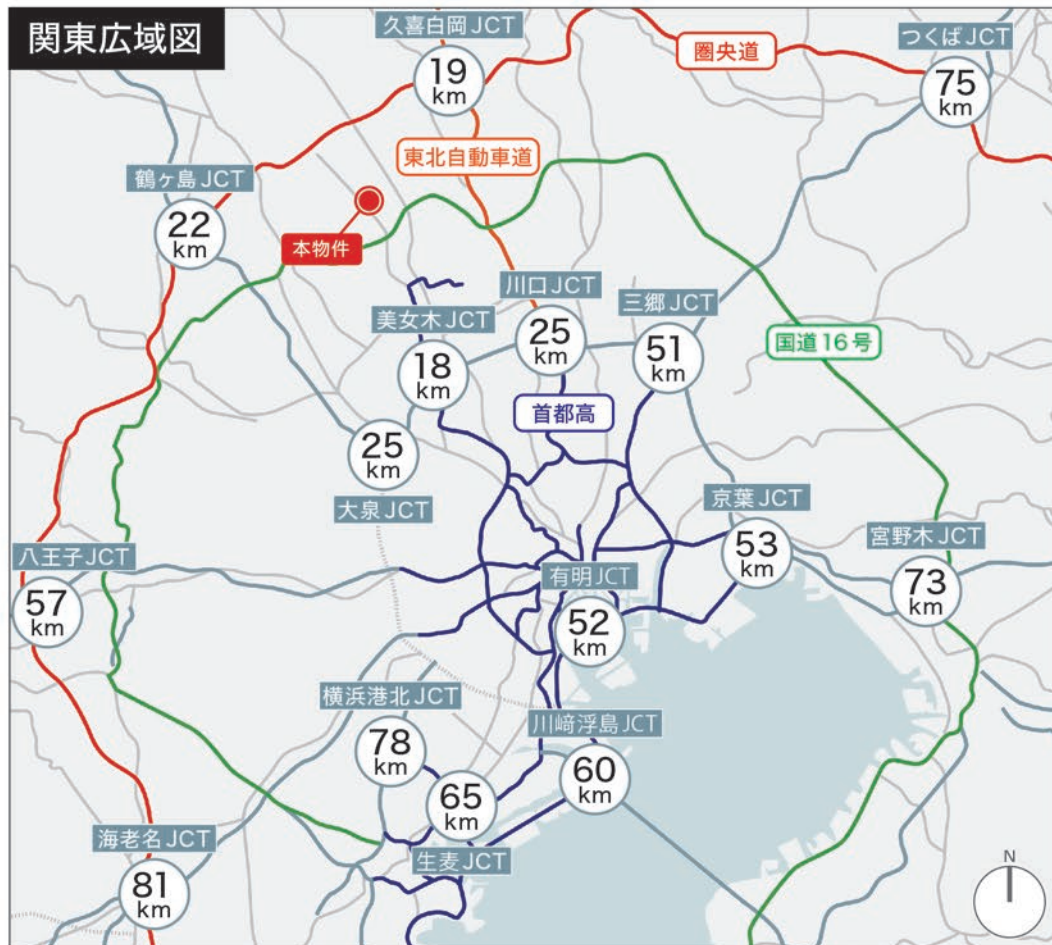 関東広域図
久喜白岡JCT
19
km
圏央道
つくばJCT
75
km
東北自動車道
鶴ヶ島JCT
22
km
本物件
川口JCT
25
km
三郷JCT
51
km
美女木JCT
18
km
国道16号
首都高
25
km
大泉JCT
京葉JCT
53
km
宮野木JCT
73
km
八王子JCT
57
km
有明JCT
52
km
横浜港北JCT
78
km
川﨑浮島JCT
60
km
65
km
生麦JCT
海老名JCT
81
km
N